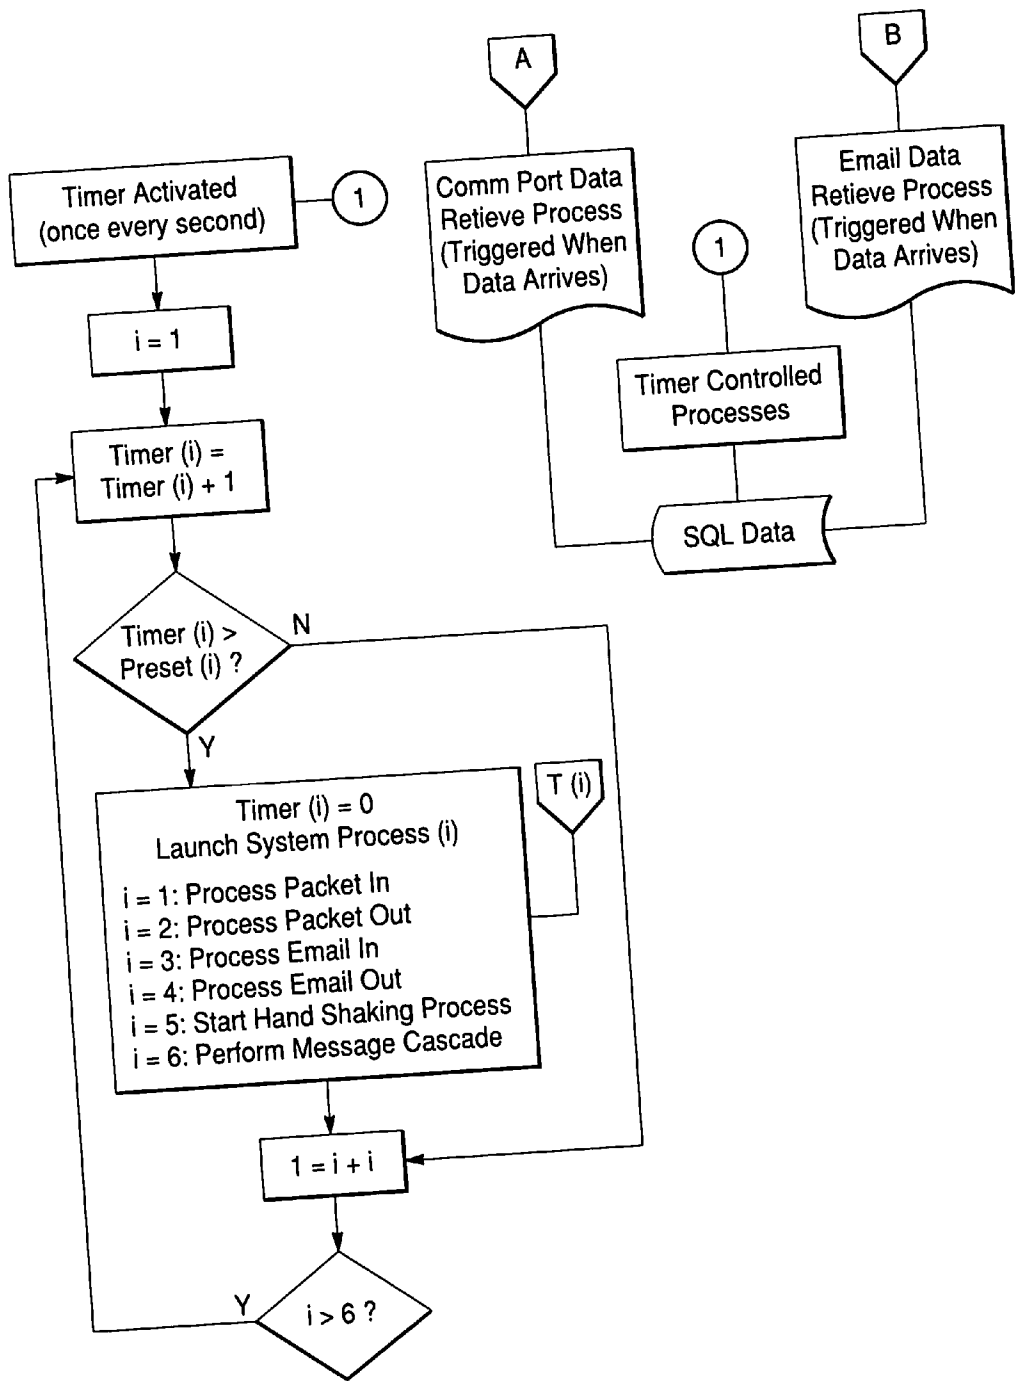 A
B
Timer Activated
(once every second)
1
Comm Port Data
Retieve Process
(Triggered When
Data Arrives)
Email Data
Retieve Process
(Triggered When
Data Arrives)
1
i = 1
Timer Controlled
Processes
Timer (i) =
Timer (i) + 1
SQL Data
Timer (i) >
Preset (i) ?
N
Y
T (i)
Timer (i) = 0
Launch System Process (i)
i = 1: Process Packet In
i = 2: Process Packet Out
i = 3: Process Email In
i = 4: Process Email Out
i = 5: Start Hand Shaking Process
i = 6: Perform Message Cascade
1 = i + i
Y
i > 6 ?